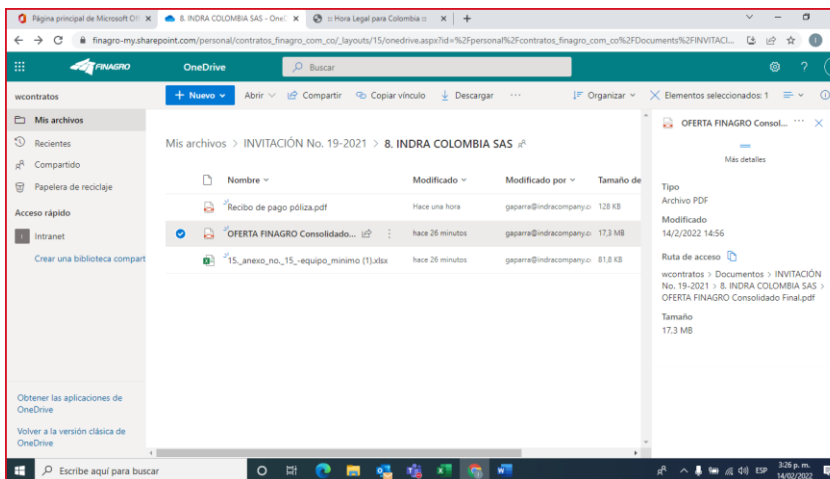 Página principal de Microsoft Of
8. INDRA COLOMBIA SAS - One
:: Hora Legal para Colombia ::
finagro-my.sharepoint.com/personal/contratos_finagro_com_co/_layouts/15/onedrive.aspx?id=%2Fpersonal%2Fcontratos_finagro_com_co%2FDocuments%2FINVITACI...
FINAGRO
OneDrive
Buscar
wcontratos
Nuevo
Abrir
Compartir
Copiar vínculo
Descargar
...
Organizar
Elementos seleccionados: 1
Mis archivos
Recientes
Compartido
Papelera de reciclaje
Acceso rápido
Intranet
Crear una biblioteca compart
Obtener las aplicaciones de
OneDrive
Volver a la versión clásica de
OneDrive
Mis archivos > INVITACIÓN No. 19-2021 > 8. INDRA COLOMBIA SAS
Nombre Modificado Modificado por Tamaño de
Recibo de pago póliza.pdf Hace una hora gaparra@indracompany.c 128 KB
OFERTA FINAGRO Consolidado... hace 26 minutos gaparra@indracompany.c 17,3 MB
15._anexo_no._15_-equipo_minimo (1).xlsx hace 26 minutos gaparra@indracompany.c 81,8 KB
OFERTA FINAGRO Consol... ...
Más detalles
Tipo
Archivo PDF
Modificado
14/2/2022 14:56
Ruta de acceso
wcontratos > Documentos > INVITACIÓN
No. 19-2021 > 8. INDRA COLOMBIA SAS >
OFERTA FINAGRO Consolidado Final.pdf
Tamaño
17,3 MB
Escribe aquí para buscar
ESP
3:26 p. m.
14/02/2022